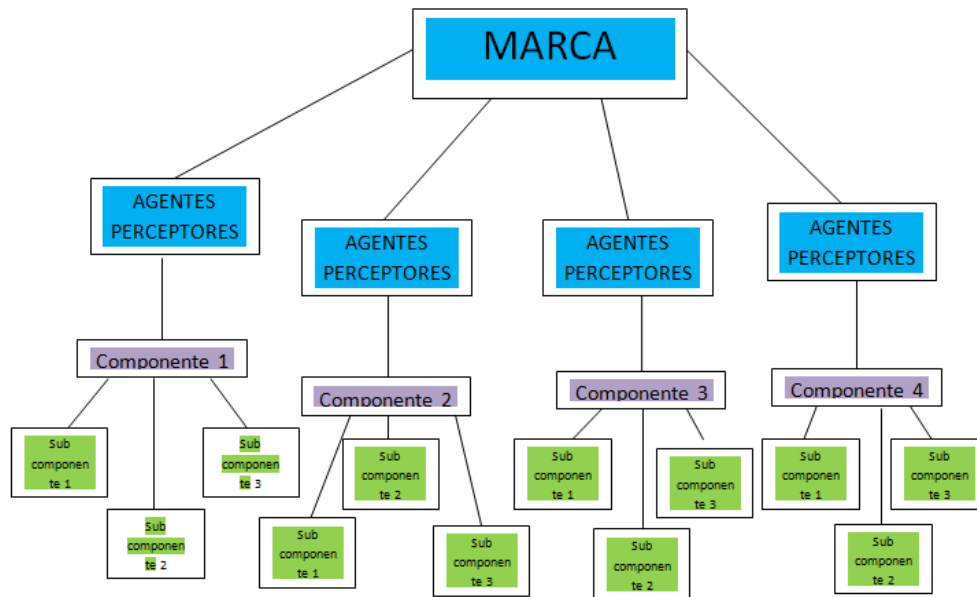 MARCA
AGENTES
PERCEPTORES
AGENTES
PERCEPTORES
AGENTES
PERCEPTORES
AGENTES
PERCEPTORES
Componente 1
Componente 2
Componente 3
Componente 4
Sub
componen
te 1
Sub
componen
te 2
Sub
componen
te 3
Sub
componen
te 1
Sub
componen
te 2
Sub
componen
te 3
Sub
componen
te 1
Sub
componen
te 2
Sub
componen
te 3
Sub
componen
te 1
Sub
componen
te 2
Sub
componen
te 3